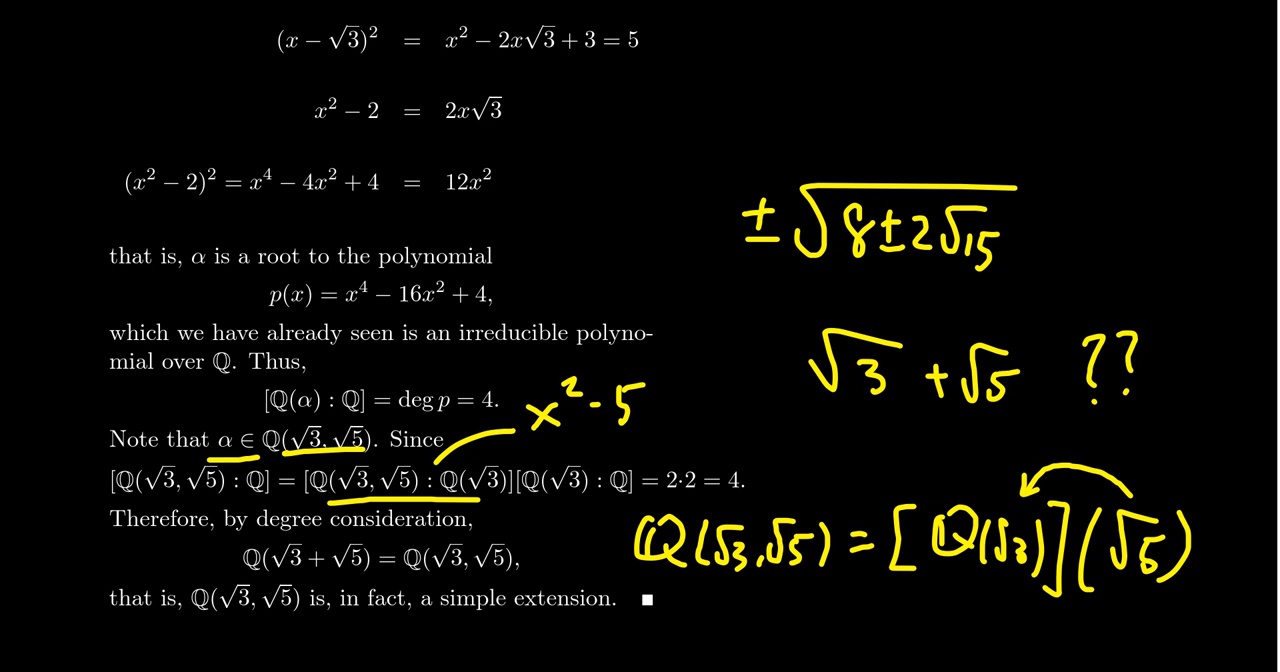 (x − √3)² = x² − 2x√3 + 3 = 5
x² − 2 = 2x√3
(x² − 2)² = x⁴ − 4x² + 4 = 12x²
that is, α is a root to the polynomial
p(x) = x⁴ − 16x² + 4,
which we have already seen is an irreducible polyno-
mial over ℚ. Thus,
[ℚ(α) : ℚ] = deg p = 4.
Note that α ∈ ℚ(√3, √5). Since
[ℚ(√3, √5) : ℚ] = [ℚ(√3, √5) : ℚ(√3)][ℚ(√3) : ℚ] = 2·2 = 4.
Therefore, by degree consideration,
ℚ(√3 + √5) = ℚ(√3, √5),
that is, ℚ(√3, √5) is, in fact, a simple extension. ■
±√(8±2√15)
√3 + √5 ??
x² - 5
ℚ(√3,√5) = [ℚ(√3)](√5)